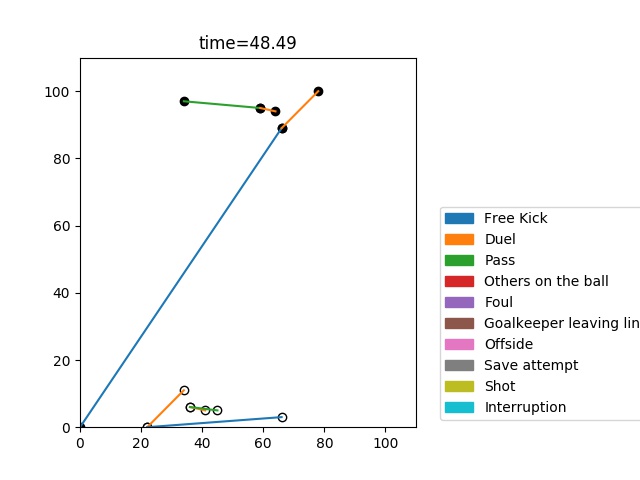 time=48.49
100
80
60
40
20
0
0 20 40 60 80 100
Free Kick
Duel
Pass
Others on the ball
Foul
Goalkeeper leaving lin
Offside
Save attempt
Shot
Interruption